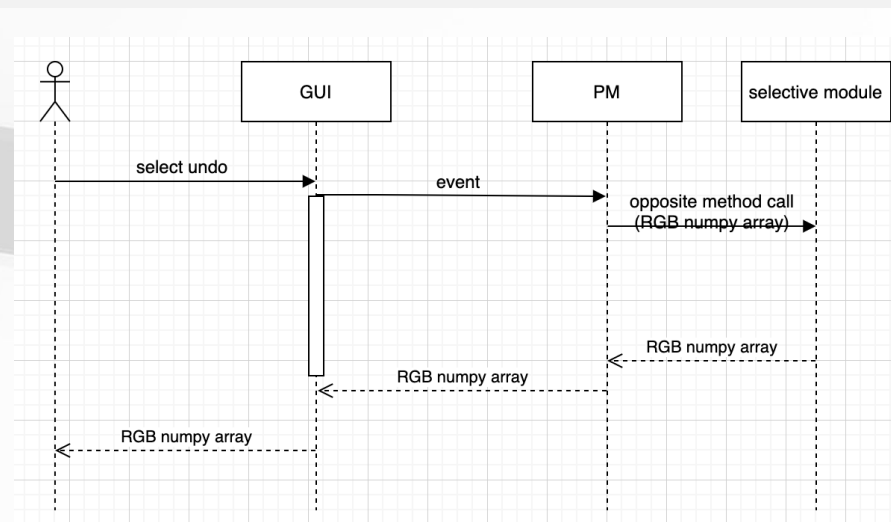 GUI
PM
selective module
select undo
event
opposite method call
(RGB numpy array)
RGB numpy array
RGB numpy array
RGB numpy array